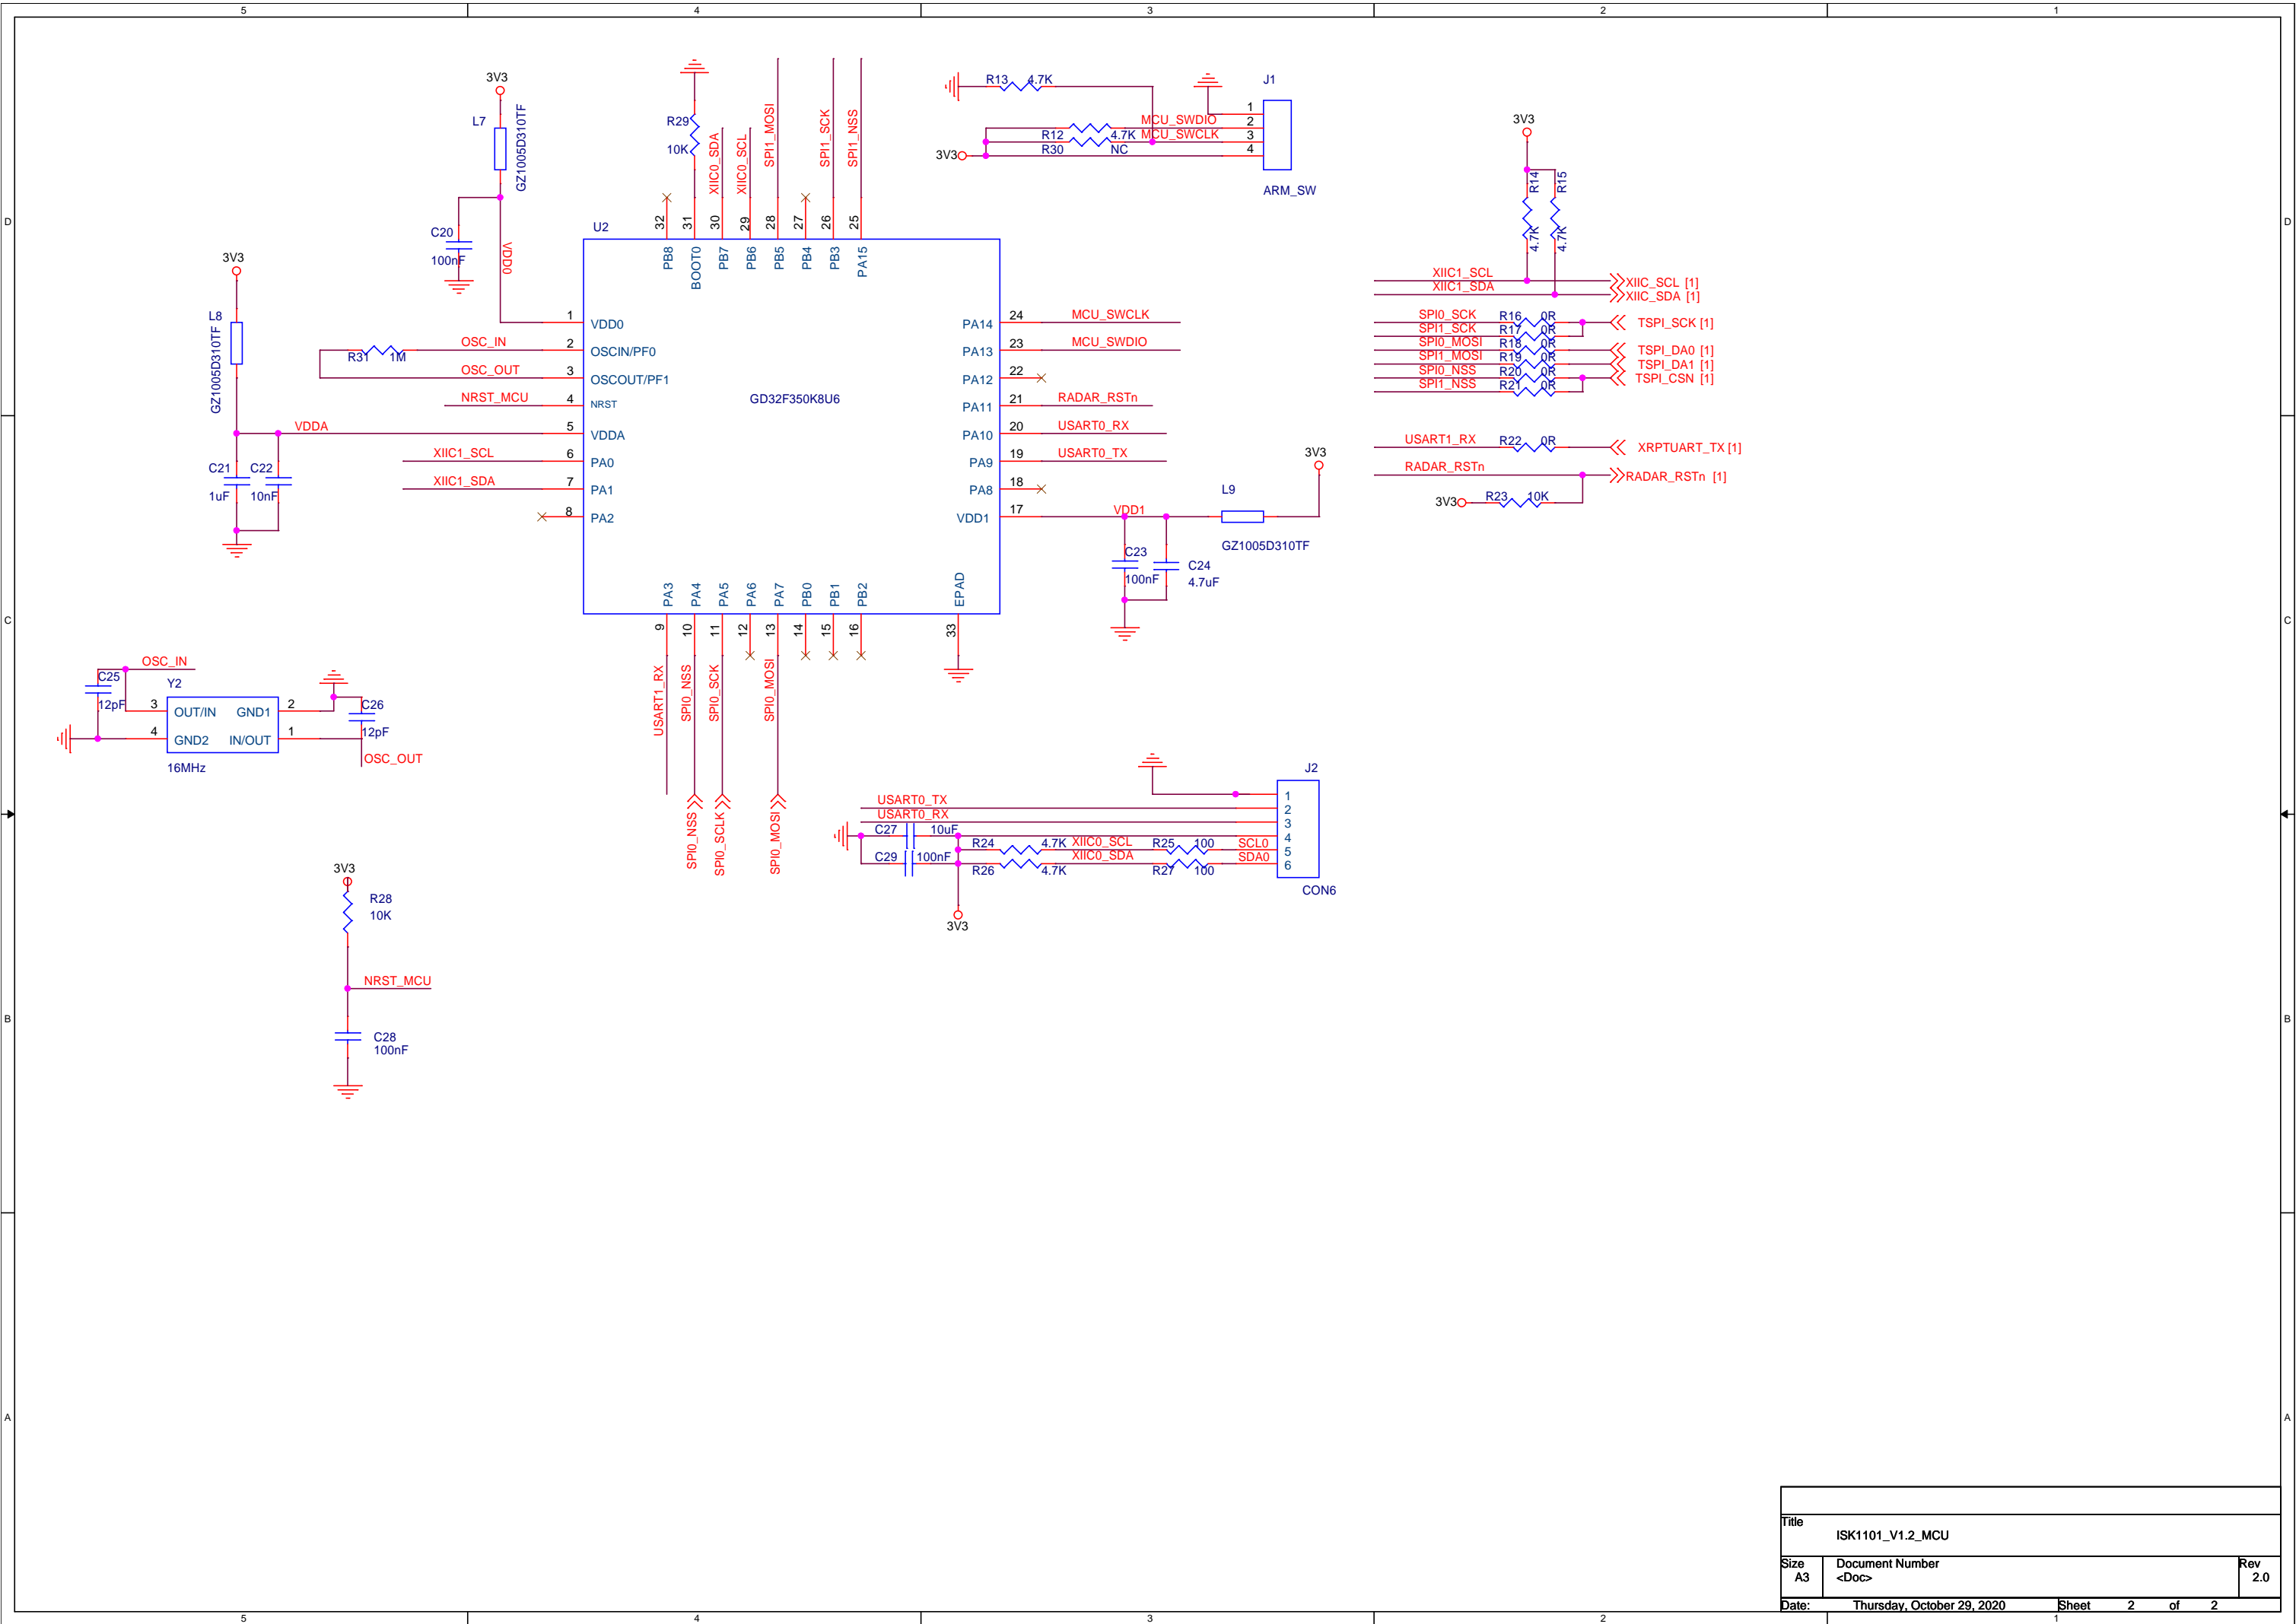 5 4 3 2 1
D
C
B
A
3V3
L7
GZ1005D310TF
C20
100nF
VDD0
3V3
L8
GZ1005D310TF
VDDA
C21
1uF
C22
10nF
R31 1M
OSC_IN
OSC_OUT
NRST_MCU
XIIC1_SCL
XIIC1_SDA
R29
10K
XIIC0_SDA
XIIC0_SCL
SPI1_MOSI
SPI1_SCK
SPI1_NSS
U2
32 31 30 29 28 27 26 25
PB8 BOOT0 PB7 PB6 PB5 PB4 PB3 PA15
1 VDD0
2 OSCIN/PF0
3 OSCOUT/PF1
4 NRST
5 VDDA
6 PA0
7 PA1
8 PA2
GD32F350K8U6
PA14 24 MCU_SWCLK
PA13 23 MCU_SWDIO
PA12 22
PA11 21 RADAR_RSTn
PA10 20 USART0_RX
PA9 19 USART0_TX
PA8 18
VDD1 17 VDD1
PA3 PA4 PA5 PA6 PA7 PB0 PB1 PB2 EPAD
9 10 11 12 13 14 15 16 33
USART1_RX
SPI0_NSS
SPI0_SCK
SPI0_MOSI
SPI0_NSS
SPI0_SCLK
SPI0_MOSI
3V3
L9
GZ1005D310TF
C23
100nF
C24
4.7uF
R13 4.7K
J1
1
MCU_SWDIO 2
R12 4.7K MCU_SWCLK 3
3V3 R30 NC 4
ARM_SW
3V3
R14
4.7K
R15
4.7K
XIIC1_SCL XIIC_SCL [1]
XIIC1_SDA XIIC_SDA [1]
SPI0_SCK R16 0R TSPI_SCK [1]
SPI1_SCK R17 0R
SPI0_MOSI R18 0R TSPI_DA0 [1]
SPI1_MOSI R19 0R TSPI_DA1 [1]
SPI0_NSS R20 0R TSPI_CSN [1]
SPI1_NSS R21 0R
USART1_RX R22 0R XRPTUART_TX [1]
RADAR_RSTn RADAR_RSTn [1]
3V3 R23 10K
OSC_IN
C25
12pF
Y2
3 OUT/IN GND1 2
4 GND2 IN/OUT 1
16MHz
C26
12pF
OSC_OUT
3V3
R28
10K
NRST_MCU
C28
100nF
J2
1
USART0_TX 2
USART0_RX 3
C27 10uF 4
R24 4.7K XIIC0_SCL R25 100 SCL0 5
C29 100nF XIIC0_SDA SDA0 6
R26 4.7K R27 100
CON6
3V3
D
C
B
A
Title
ISK1101_V1.2_MCU
Size Document Number Rev
A3 <Doc> 2.0
Date: Thursday, October 29, 2020 Sheet 2 of 2
5 4 3 2 1